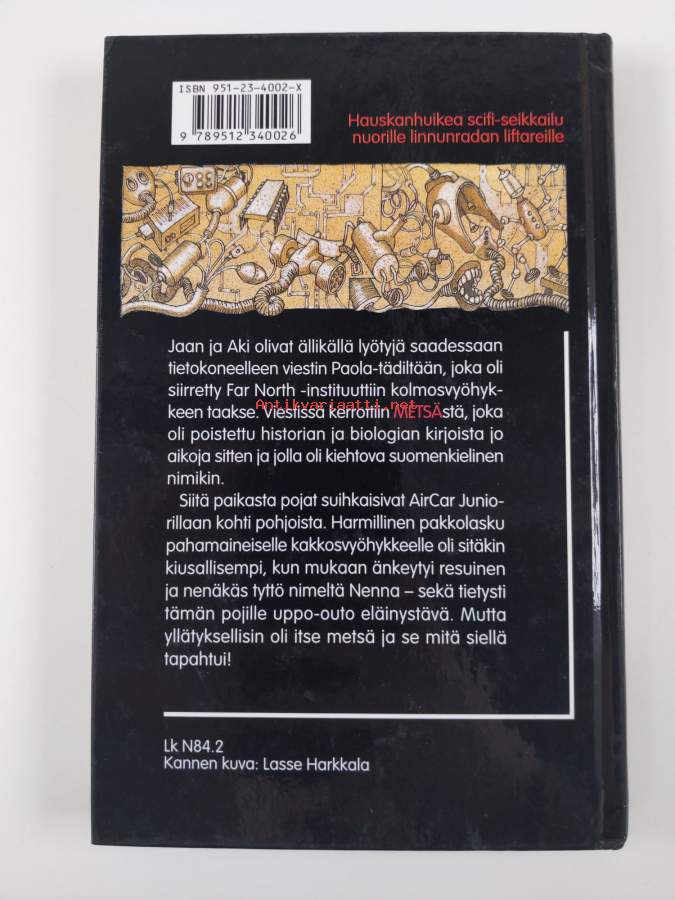 ISBN 951-23-4002-X
9 789512 340026
Hauskanhuikea scifi-seikkailu
nuorille linnunradan liftareille
Jaan ja Aki olivat ällikällä lyötyjä saadessaan
tietokoneelleen viestin Paola-tädiltään, joka oli
siirretty Far North -instituuttiin kolmosvyöhyk-
keen taakse. Viestissä kerrottiin METSÄstä, joka
Antikvariaatti.net
oli poistettu historian ja biologian kirjoista jo
aikoja sitten ja jolla oli kiehtova suomenkielinen
nimikin.
Siitä paikasta pojat suihkaisivat AirCar Junio-
rillaan kohti pohjoista. Harmillinen pakkolasku
pahamaineiselle kakkosvyöhykkeelle oli sitäkin
kiusallisempi, kun mukaan änkeytyi resuinen
ja nenäkäs tyttö nimeltä Nenna – sekä tietysti
tämän pojille uppo-outo eläinystävä. Mutta
yllätyksellisin oli itse metsä ja se mitä siellä
tapahtui!
Lk N84.2
Kannen kuva: Lasse Harkkala